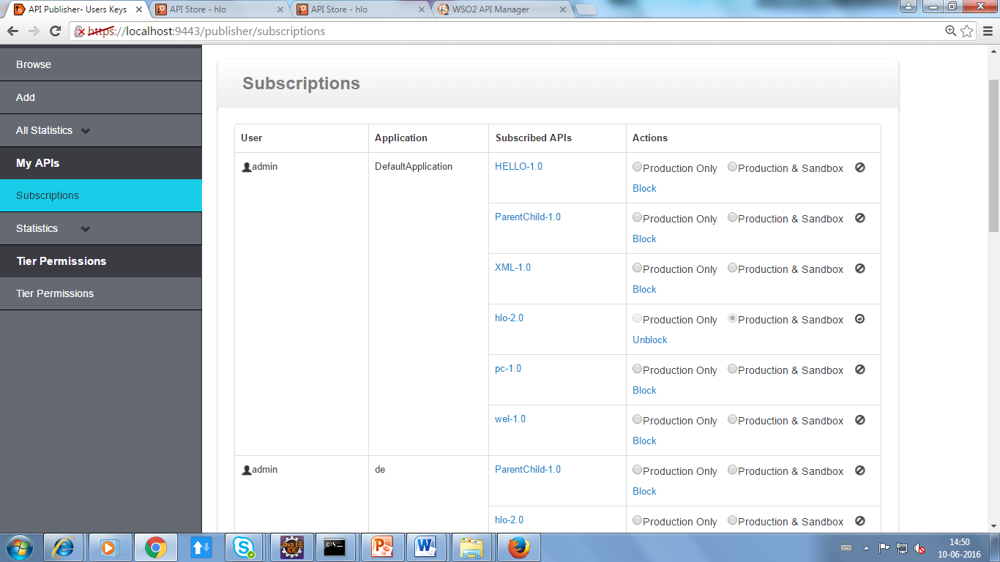 API Publisher- Users Keys
API Store - hlo
API Store - hlo
WSO2 API Manager
https://localhost:9443/publisher/subscriptions
Browse
Add
All Statistics
My APIs
Subscriptions
Statistics
Tier Permissions
Tier Permissions
Subscriptions
User Application Subscribed APIs Actions
admin DefaultApplication HELLO-1.0 Production Only Production & Sandbox
Block
ParentChild-1.0 Production Only Production & Sandbox
Block
XML-1.0 Production Only Production & Sandbox
Block
hlo-2.0 Production Only Production & Sandbox
Unblock
pc-1.0 Production Only Production & Sandbox
Block
wel-1.0 Production Only Production & Sandbox
Block
admin de ParentChild-1.0 Production Only Production & Sandbox
Block
hlo-2.0 Production Only Production & Sandbox
Java EE
IDE
C:\
14:50
10-06-2016